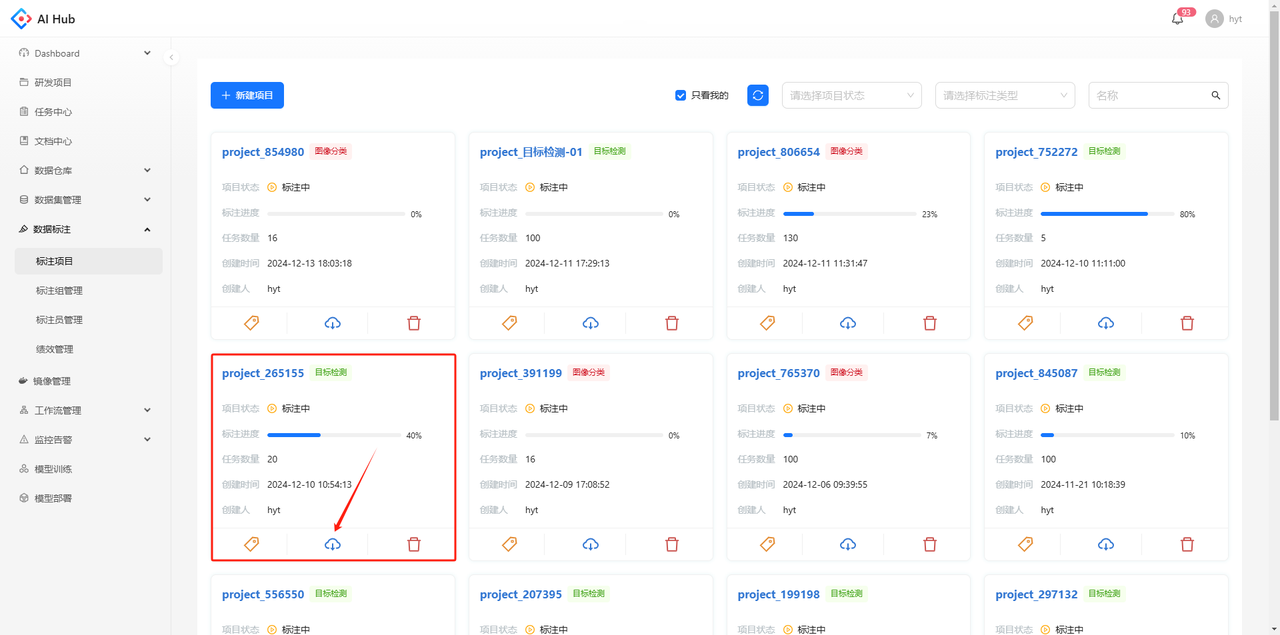 AI Hub
93
hyt
Dashboard
研发项目
任务中心
文档中心
数据仓库
数据集管理
数据标注
标注项目
标注组管理
标注员管理
绩效管理
镜像管理
工作流管理
监控告警
模型训练
模型部署
新建项目
只看我的
请选择项目状态
请选择标注类型
名称
project_854980 图像分类
项目状态 标注中
标注进度 0%
任务数量 16
创建时间 2024-12-13 18:03:18
创建人 hyt
project_目标检测-01 目标检测
项目状态 标注中
标注进度 0%
任务数量 100
创建时间 2024-12-11 17:29:13
创建人 hyt
project_806654 图像分类
项目状态 标注中
标注进度 23%
任务数量 130
创建时间 2024-12-11 11:31:47
创建人 hyt
project_752272 目标检测
项目状态 标注中
标注进度 80%
任务数量 5
创建时间 2024-12-10 11:11:00
创建人 hyt
project_265155 目标检测
项目状态 标注中
标注进度 40%
任务数量 20
创建时间 2024-12-10 10:54:13
创建人 hyt
project_391199 图像分类
项目状态 标注中
标注进度 0%
任务数量 16
创建时间 2024-12-09 17:08:52
创建人 hyt
project_765370 图像分类
项目状态 标注中
标注进度 7%
任务数量 100
创建时间 2024-12-06 09:39:55
创建人 hyt
project_845087 目标检测
项目状态 标注中
标注进度 10%
任务数量 100
创建时间 2024-11-21 10:18:39
创建人 hyt
project_556550 目标检测
项目状态 标注中
project_207395 目标检测
项目状态 标注中
project_199198 目标检测
项目状态 标注中
project_297132 目标检测
项目状态 标注中